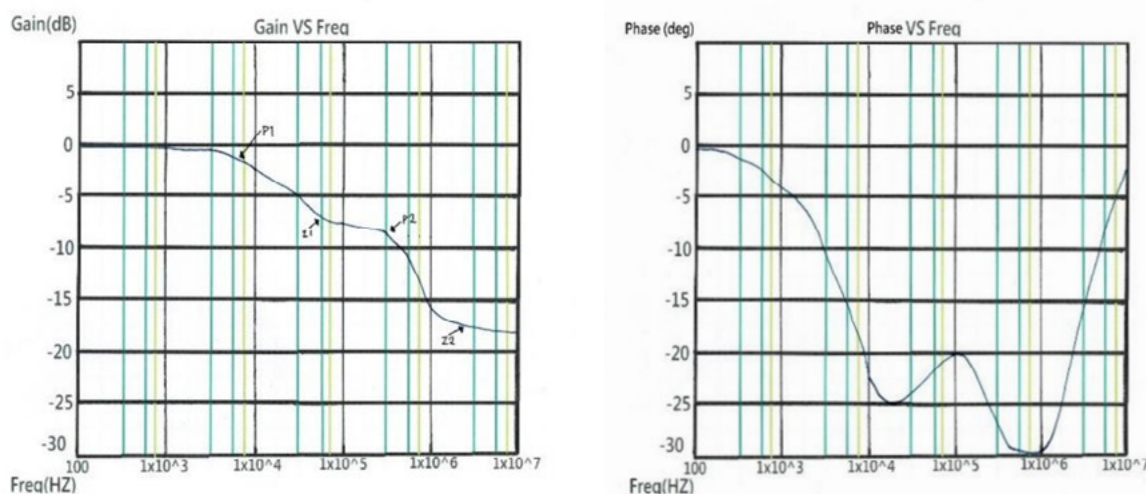 Gain(dB)
Gain VS Freq
5
0
-5
-10
-15
-20
-25
-30
P1
Z1
P2
Z2
100
1x10^3
1x10^4
1x10^5
1x10^6
1x10^7
Freq(HZ)
Phase (deg)
Phase VS Freq
5
0
-5
-10
-15
-20
-25
-30
100
1x10^3
1x10^4
1x10^5
1x10^6
1x10^7
Freq(HZ)